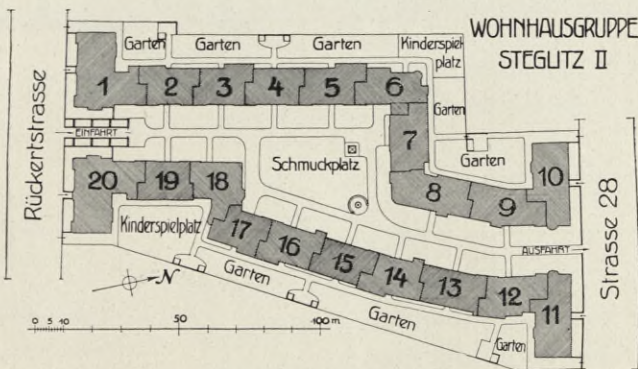 WOHNHAUSGRUPPE
STEGLITZ II
Garten
Garten
Garten
Kinderspiel-
platz
Garten
1
2
3
4
5
6
7
EINFAHRT
Schmuckplatz
Garten
Rückertstrasse
20
19
18
8
9
10
Kinderspielplatz
17
16
15
14
13
12
11
AUSFAHRT
Strasse 28
N
Garten
Garten
Garten
0 5 10 50 100 m.